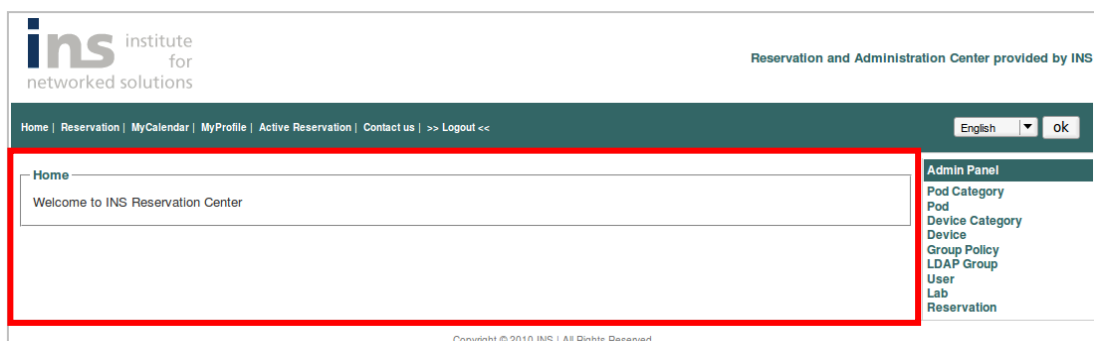 ins institute
for
networked solutions
Reservation and Administration Center provided by INS
Home | Reservation | MyCalendar | MyProfile | Active Reservation | Contact us | >> Logout <<
English ok
Home
Welcome to INS Reservation Center
Admin Panel
Pod Category
Pod
Device Category
Device
Group Policy
LDAP Group
User
Lab
Reservation
Copyright © 2010 INS | All Rights Reserved